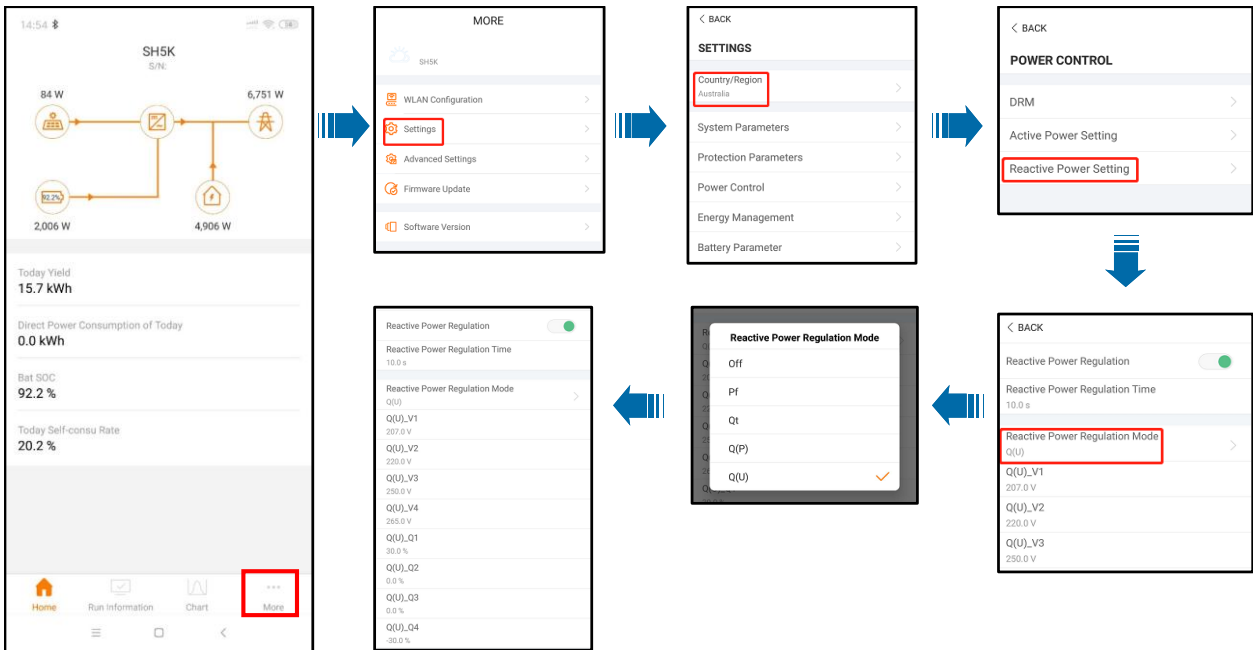 14:54
34
SH5K
S/N:
84 W
6,751 W
92.2%
2,006 W
4,906 W
Today Yield
15.7 kWh
Direct Power Consumption of Today
0.0 kWh
Bat SOC
92.2 %
Today Self-consu Rate
20.2 %
Home
Run Information
Chart
More
MORE
SH5K
WLAN Configuration
Settings
Advanced Settings
Firmware Update
Software Version
< BACK
SETTINGS
Country/Region
Australia
System Parameters
Protection Parameters
Power Control
Energy Management
Battery Parameter
< BACK
POWER CONTROL
DRM
Active Power Setting
Reactive Power Setting
< BACK
Reactive Power Regulation
Reactive Power Regulation Time
10.0 s
Reactive Power Regulation Mode
Q(U)
Q(U)_V1
207.0 V
Q(U)_V2
220.0 V
Q(U)_V3
250.0 V
Reactive Power Regulation Mode
Off
Pf
Qt
Q(P)
Q(U)
Reactive Power Regulation
Reactive Power Regulation Time
10.0 s
Reactive Power Regulation Mode
Q(U)
Q(U)_V1
207.0 V
Q(U)_V2
220.0 V
Q(U)_V3
250.0 V
Q(U)_V4
265.0 V
Q(U)_Q1
30.0 %
Q(U)_Q2
0.0 %
Q(U)_Q3
0.0 %
Q(U)_Q4
-30.0 %